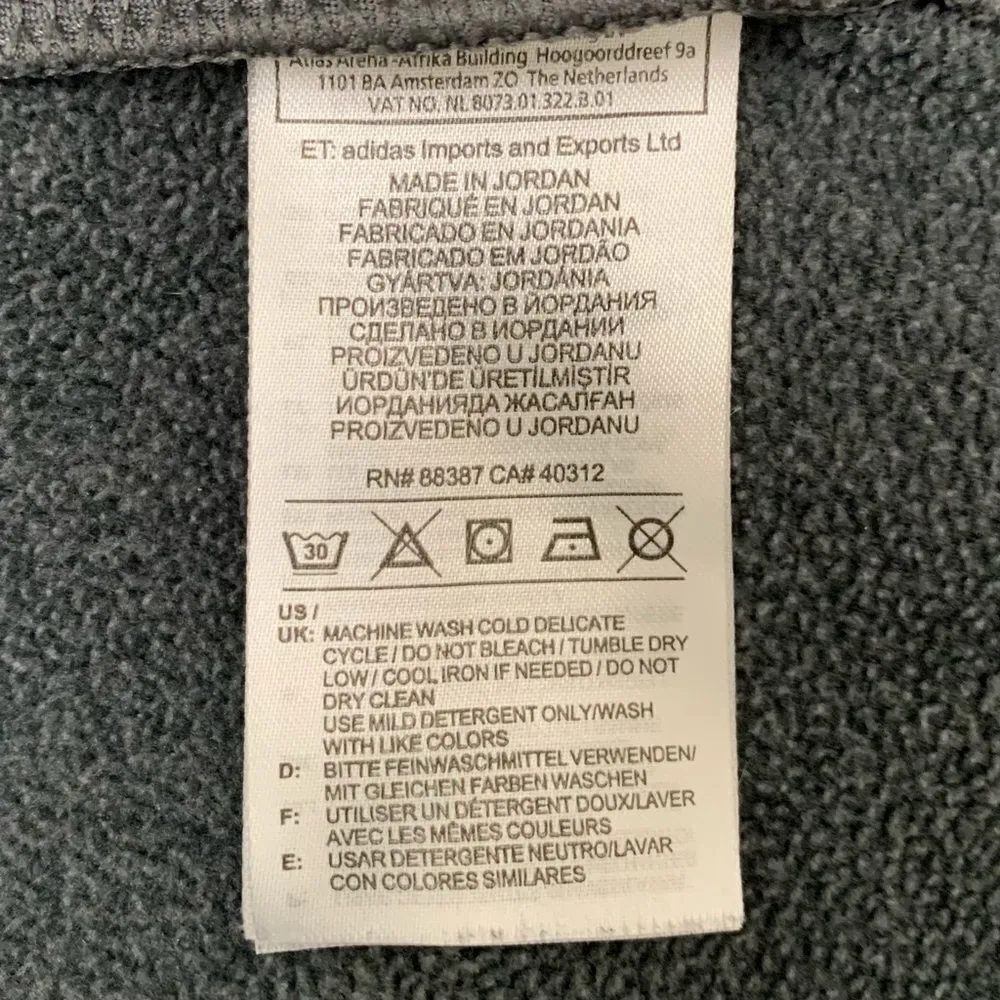 Atlas Arena -Afrika Building Hoogoorddreef 9a
1101 BA Amsterdam ZO The Netherlands
VAT NO. NL 8073.01.322.B.01
ET: adidas Imports and Exports Ltd
MADE IN JORDAN
FABRIQUÉ EN JORDAN
FABRICADO EN JORDANIA
FABRICADO EM JORDÃO
GYÁRTVA: JORDÁNIA
ПРОИЗВЕДЕНО В ЙОРДАНИЯ
СДЕЛАНО В ИОРДАНИИ
PROIZVEDENO U JORDANU
ÜRDÜN'DE ÜRETİLMİŞTİR
ИОРДАНИЯДА ЖАСАЛҒАН
PROIZVEDENO U JORDANU
RN# 88387 CA# 40312
30
US /
UK: MACHINE WASH COLD DELICATE
CYCLE / DO NOT BLEACH / TUMBLE DRY
LOW / COOL IRON IF NEEDED / DO NOT
DRY CLEAN
USE MILD DETERGENT ONLY/WASH
WITH LIKE COLORS
D: BITTE FEINWASCHMITTEL VERWENDEN/
MIT GLEICHEN FARBEN WASCHEN
F: UTILISER UN DÉTERGENT DOUX/LAVER
AVEC LES MÊMES COULEURS
E: USAR DETERGENTE NEUTRO/LAVAR
CON COLORES SIMILARES